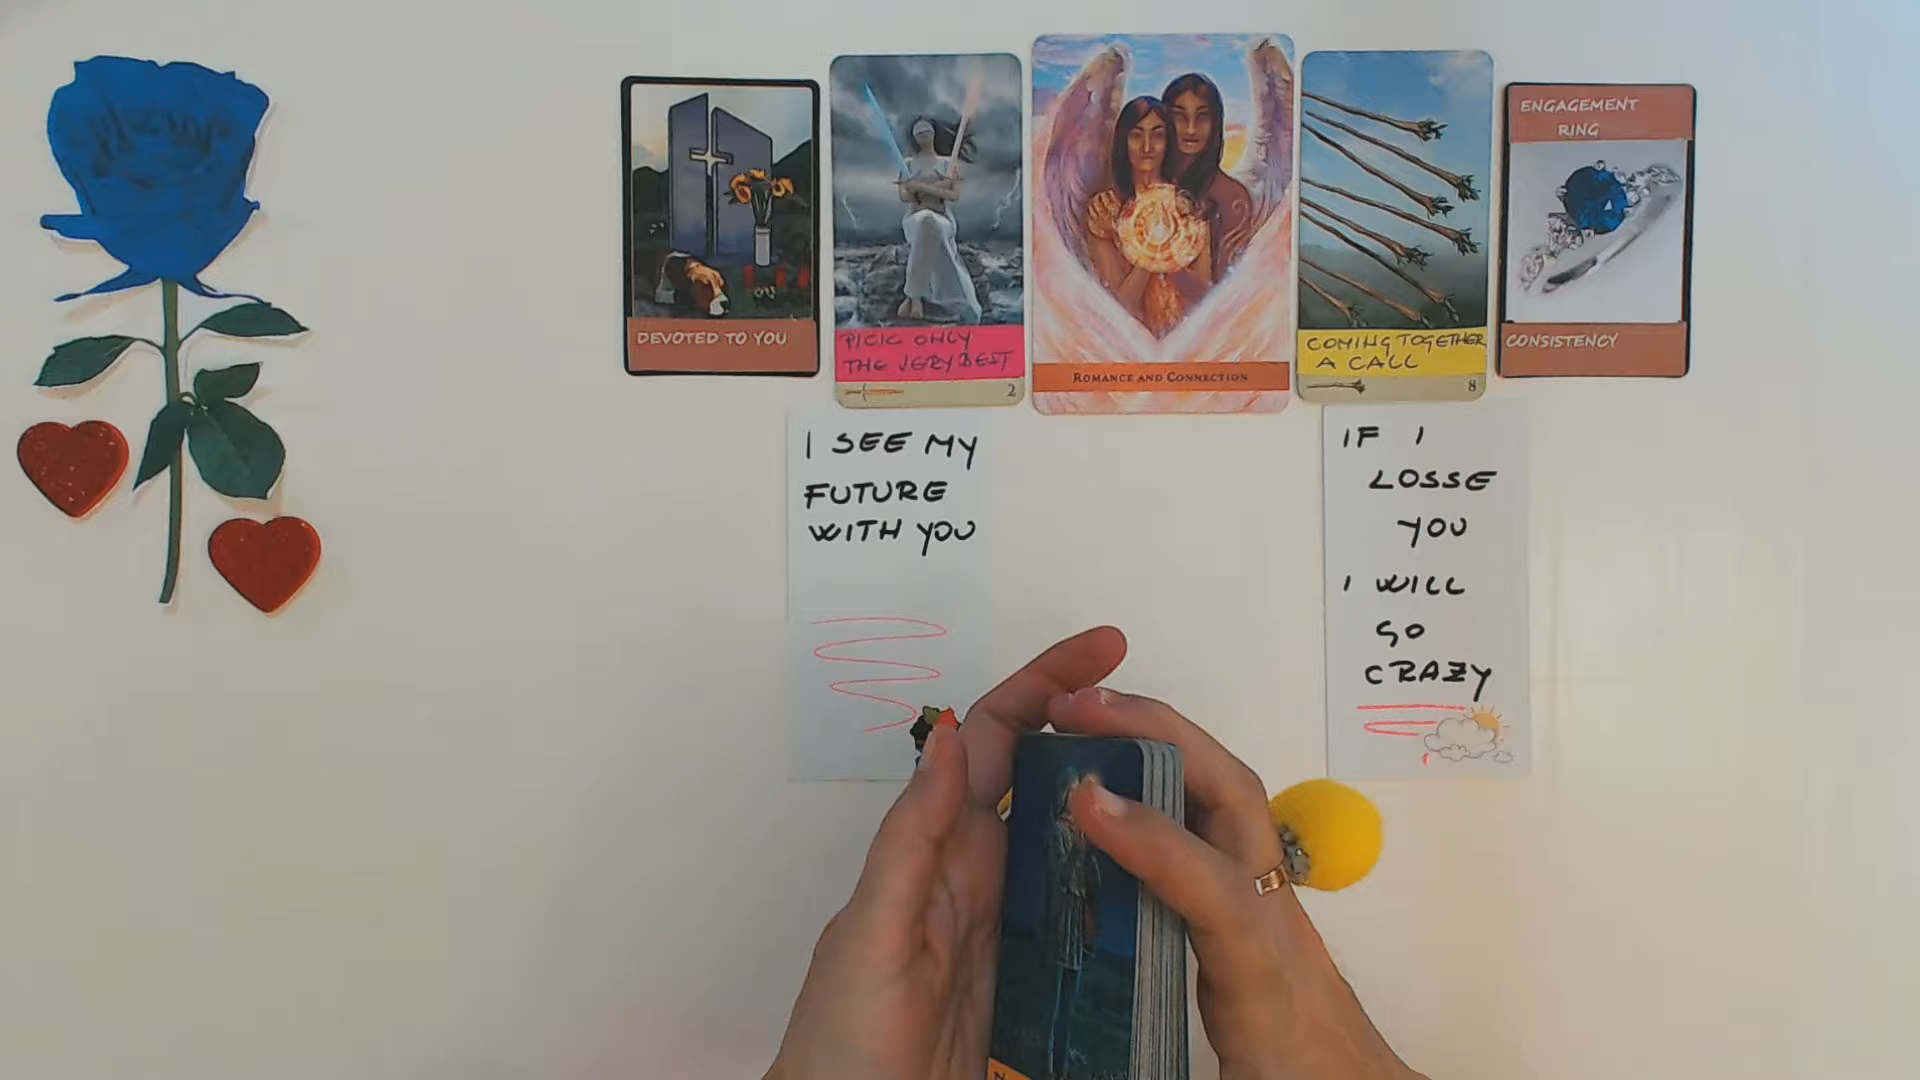 DEVOTED TO YOU
PICK ONLY
THE VERY BEST
2
ROMANCE AND CONNECTION
COMING TOGETHER
A CALL
8
ENGAGEMENT
RING
CONSISTENCY
I SEE MY
FUTURE
WITH YOU
IF I
LOSSE
YOU
I WILL
GO
CRAZY
N